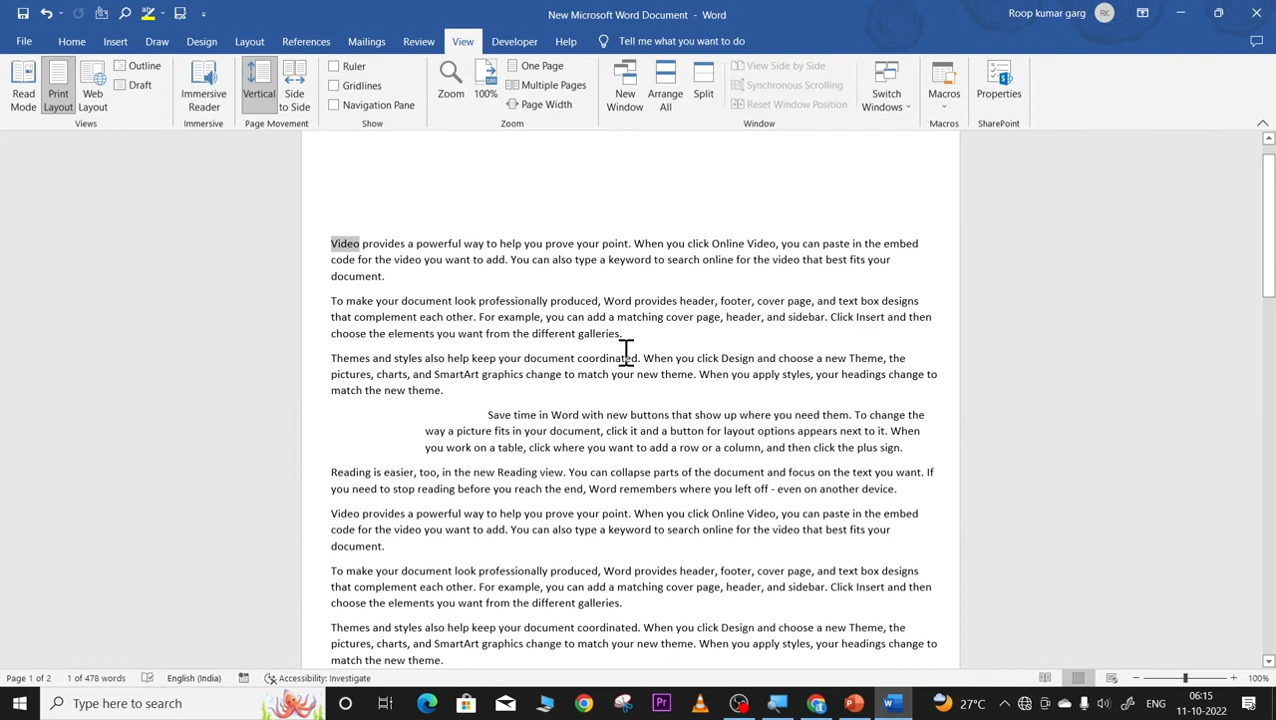 New Microsoft Word Document - Word
Roop kumar garg RK
File Home Insert Draw Design Layout References Mailings Review View Developer Help Tell me what you want to do
Read Mode
Print Layout
Web Layout
Outline
Draft
Views
Immersive Reader
Immersive
Vertical
Side to Side
Page Movement
Ruler
Gridlines
Navigation Pane
Show
Zoom
100%
One Page
Multiple Pages
Page Width
Zoom
New Window
Arrange All
Split
View Side by Side
Synchronous Scrolling
Reset Window Position
Window
Switch Windows
Macros
Macros
Properties
SharePoint
Video provides a powerful way to help you prove your point. When you click Online Video, you can paste in the embed
code for the video you want to add. You can also type a keyword to search online for the video that best fits your
document.
To make your document look professionally produced, Word provides header, footer, cover page, and text box designs
that complement each other. For example, you can add a matching cover page, header, and sidebar. Click Insert and then
choose the elements you want from the different galleries.
Themes and styles also help keep your document coordinated. When you click Design and choose a new Theme, the
pictures, charts, and SmartArt graphics change to match your new theme. When you apply styles, your headings change to
match the new theme.
Save time in Word with new buttons that show up where you need them. To change the
way a picture fits in your document, click it and a button for layout options appears next to it. When
you work on a table, click where you want to add a row or a column, and then click the plus sign.
Reading is easier, too, in the new Reading view. You can collapse parts of the document and focus on the text you want. If
you need to stop reading before you reach the end, Word remembers where you left off - even on another device.
Video provides a powerful way to help you prove your point. When you click Online Video, you can paste in the embed
code for the video you want to add. You can also type a keyword to search online for the video that best fits your
document.
To make your document look professionally produced, Word provides header, footer, cover page, and text box designs
that complement each other. For example, you can add a matching cover page, header, and sidebar. Click Insert and then
choose the elements you want from the different galleries.
Themes and styles also help keep your document coordinated. When you click Design and choose a new Theme, the
pictures, charts, and SmartArt graphics change to match your new theme. When you apply styles, your headings change to
match the new theme.
Page 1 of 2 1 of 478 words English (India) Accessibility: Investigate 100%
Type here to search
Pr
27°C
ENG
06:15
11-10-2022